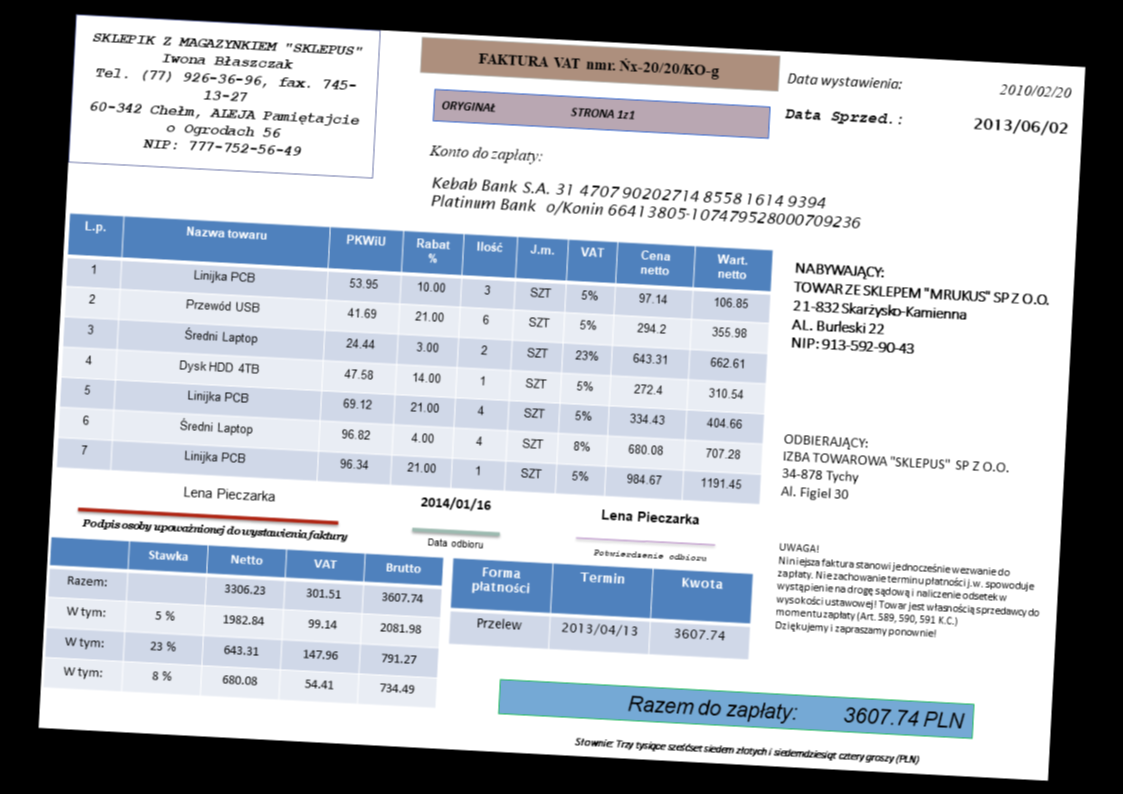 SKLEPIK Z MAGAZYNKIEM "SKLEPUS"
Iwona Błaszczak
Tel. (77) 926-36-96, fax. 745-
13-27
60-342 Chełm, ALEJA Pamiętajcie
o Ogrodach 56
NIP: 777-752-56-49
FAKTURA VAT nmr. Ńx-20/20/KO-g
ORYGINAŁ STRONA 1z1
Data wystawienia: 2010/02/20
Data Sprzed.: 2013/06/02
Konto do zapłaty:
Kebab Bank S.A. 31 4707 90202714 8558 1614 9394
Platinum Bank o/Konin 66413805-107479528000709236
L.p. Nazwa towaru PKWiU Rabat % Ilość J.m. VAT Cena netto Wart. netto
1 Linijka PCB 53.95 10.00 3 SZT 5% 97.14 106.85
2 Przewód USB 41.69 21.00 6 SZT 5% 294.2 355.98
3 Średni Laptop 24.44 3.00 2 SZT 23% 643.31 662.61
4 Dysk HDD 4TB 47.58 14.00 1 SZT 5% 272.4 310.54
5 Linijka PCB 69.12 21.00 4 SZT 5% 334.43 404.66
6 Średni Laptop 96.82 4.00 4 SZT 8% 680.08 707.28
7 Linijka PCB 96.34 21.00 1 SZT 5% 984.67 1191.45
NABYWAJĄCY:
TOWAR ZE SKLEPEM "MRUKUS" SP Z O.O.
21-832 Skarżysko-Kamienna
AL. Burleski 22
NIP: 913-592-90-43
ODBIERAJĄCY:
IZBA TOWAROWA "SKLEPUS" SP Z O.O.
34-878 Tychy
Al. Figiel 30
Lena Pieczarka
Podpis osoby upoważnionej do wystawienia faktury
2014/01/16
Data odbioru
Lena Pieczarka
Potwierdzenie odbioru
Stawka Netto VAT Brutto
Razem: 3306.23 301.51 3607.74
W tym: 5 % 1982.84 99.14 2081.98
W tym: 23 % 643.31 147.96 791.27
W tym: 8 % 680.08 54.41 734.49
Forma płatności Termin Kwota
Przelew 2013/04/13 3607.74
UWAGA!
Niniejsza faktura stanowi jednocześnie wezwanie do
zapłaty. Nie zachowanie terminu płatności j.w. spowoduje
wystąpienie na drogę sądową i naliczenie odsetek w
wysokości ustawowej! Towar jest własnością sprzedawcy do
momentu zapłaty (Art. 589, 590, 591 K.C.)
Dziękujemy i zapraszamy ponownie!
Razem do zapłaty: 3607.74 PLN
Słownie: Trzy tysiące sześćset siedem złotych i siedemdziesiąt cztery groszy (PLN)